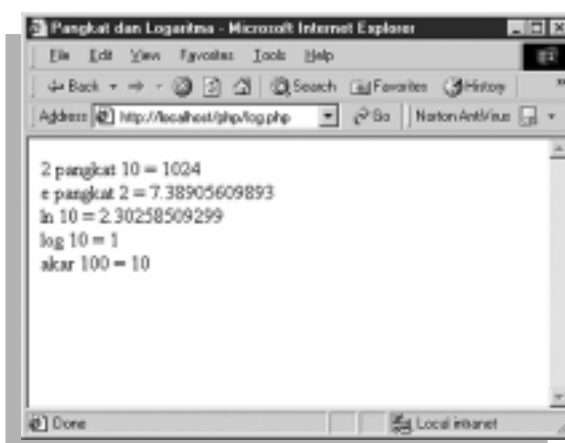 Pangkat dan Logaritma - Microsoft Internet Explorer
File Edit View Favorites Tools Help
Back Search Favorites History
Address http://localhost/php/log.php Go Norton AntiVirus
2 pangkat 10 = 1024
e pangkat 2 = 7.38905609893
ln 10 = 2.30258509299
log 10 = 1
akar 100 = 10
Done Local intranet